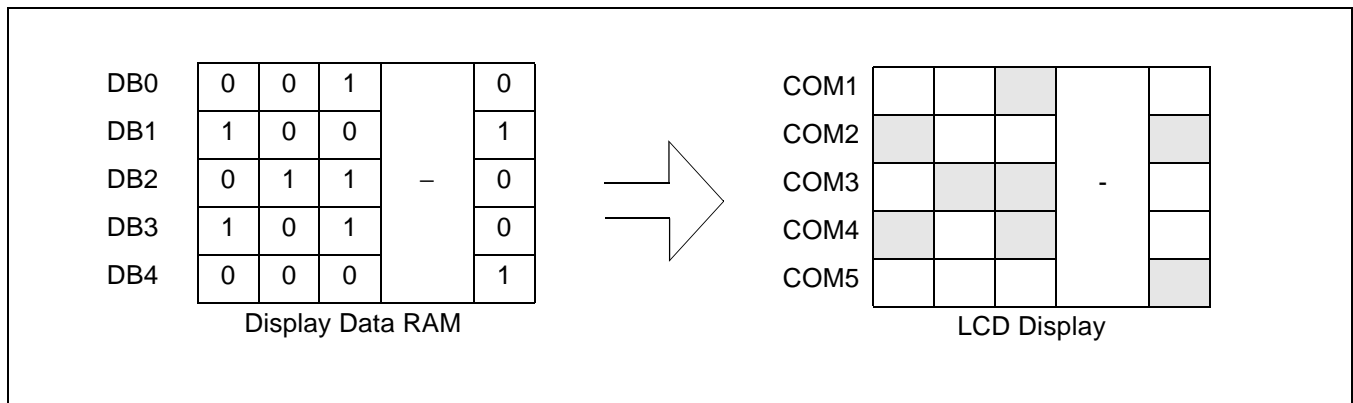 DB0 0 0 1 0 COM1
DB1 1 0 0 1 COM2
DB2 0 1 1 – 0 COM3 -
DB3 1 0 1 0 COM4
DB4 0 0 0 1 COM5
Display Data RAM LCD Display